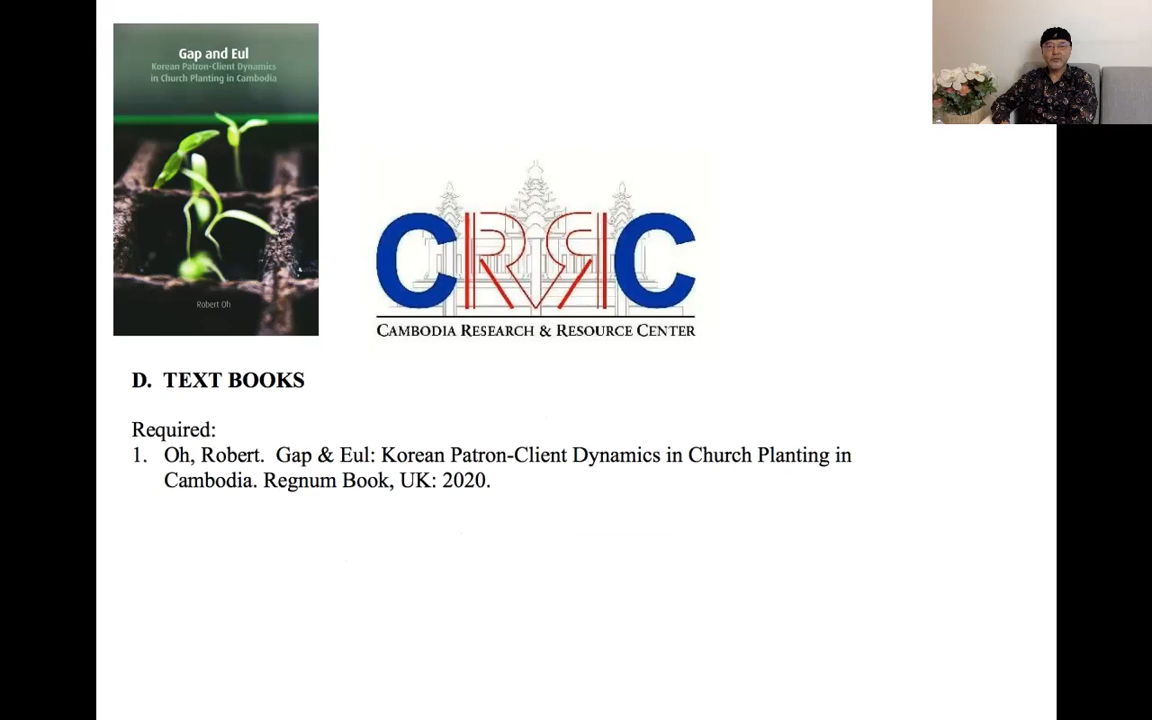 Gap and Eul
Korean Patron-Client Dynamics
in Church Planting in Cambodia
Robert Oh
CRRC
CAMBODIA RESEARCH & RESOURCE CENTER
D. TEXT BOOKS
Required:
1. Oh, Robert. Gap & Eul: Korean Patron-Client Dynamics in Church Planting in
Cambodia. Regnum Book, UK: 2020.